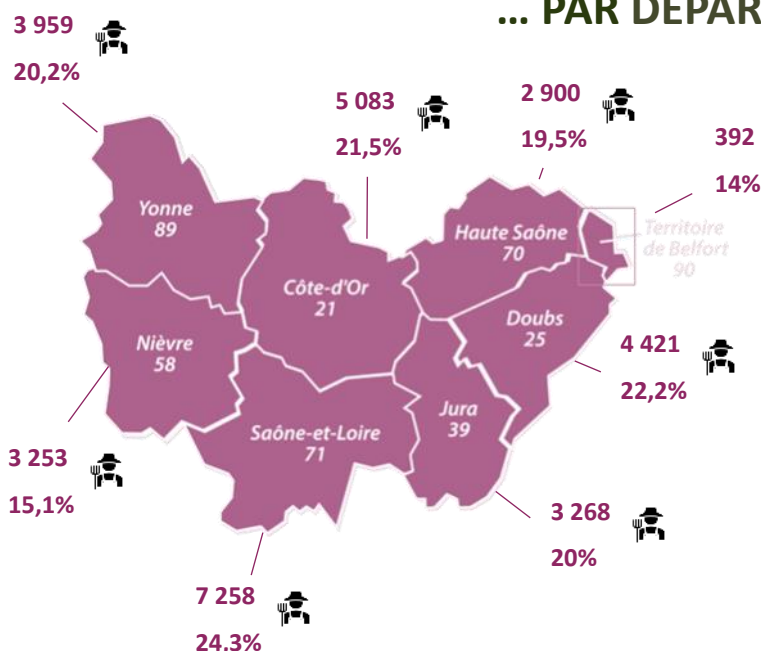 ... PAR DEPAR
3 959
20,2%
5 083
21,5%
2 900
19,5%
392
14%
Yonne
89
Côte-d'Or
21
Haute Saône
70
Territoire
de Belfort
90
Nièvre
58
Doubs
25
4 421
22,2%
Saône-et-Loire
71
Jura
39
3 253
15,1%
3 268
20%
7 258
24.3%